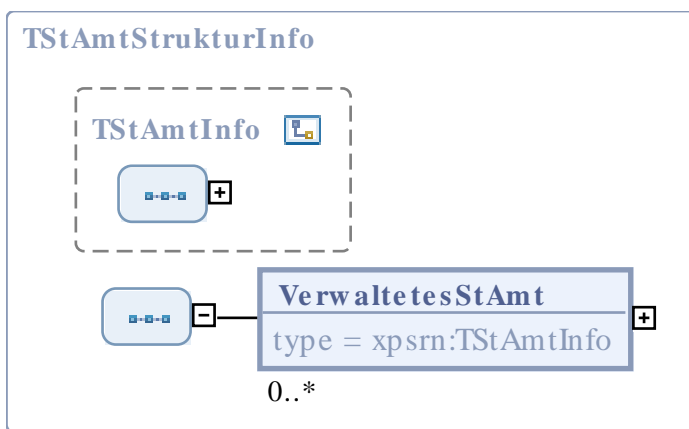 TStAmtStrukturInfo
TStAmtInfo
VerwaltetesStAmt
type = xpsrn:TStAmtInfo
0..*